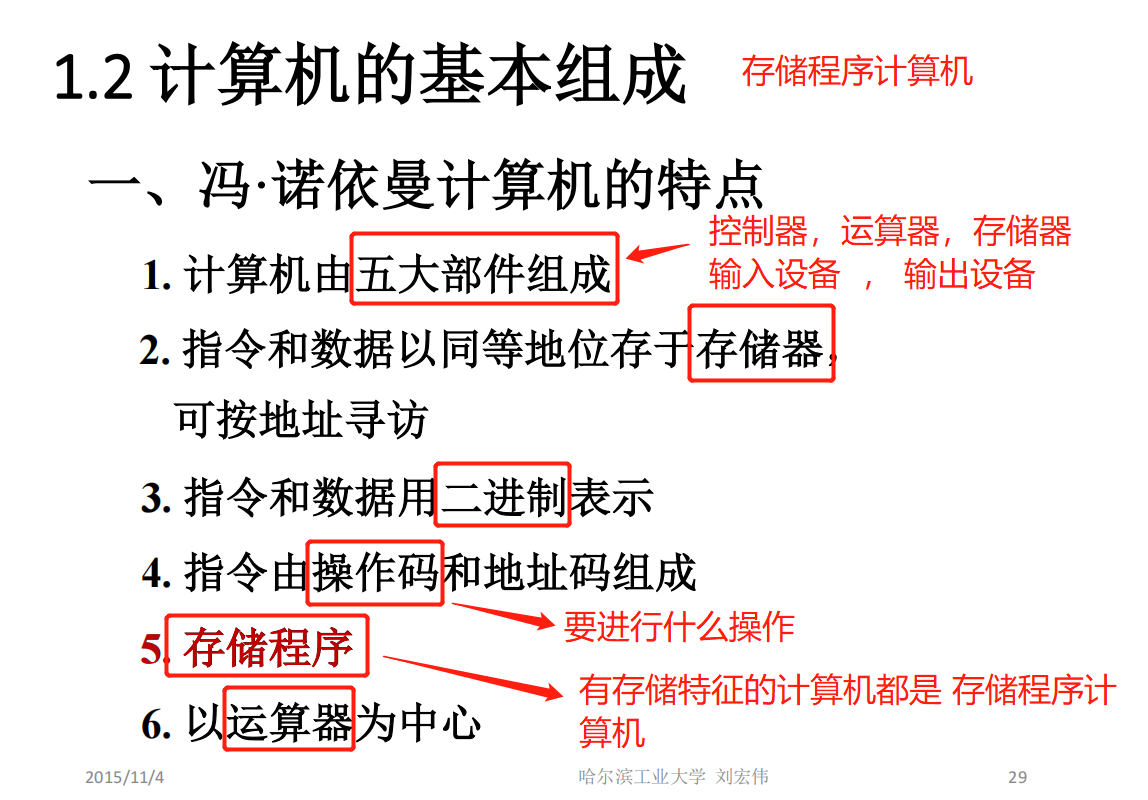 1.2 计算机的基本组成
存储程序计算机
一、冯·诺依曼计算机的特点
控制器，运算器，存储器
输入设备 ， 输出设备
1. 计算机由五大部件组成
2. 指令和数据以同等地位存于存储器，
可按地址寻访
3. 指令和数据用二进制表示
4. 指令由操作码和地址码组成
要进行什么操作
5. 存储程序
有存储特征的计算机都是 存储程序计
算机
6. 以运算器为中心
2015/11/4
哈尔滨工业大学 刘宏伟
29